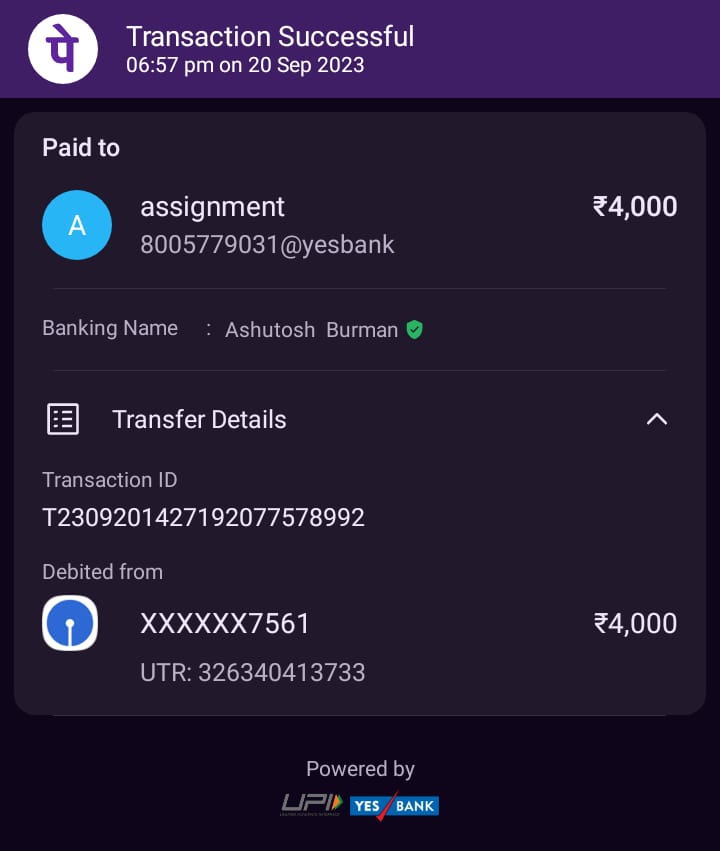 पे
Transaction Successful
06:57 pm on 20 Sep 2023
Paid to
A
assignment
₹4,000
8005779031@yesbank
Banking Name : Ashutosh Burman
Transfer Details
Transaction ID
T2309201427192077578992
Debited from
XXXXXX7561
₹4,000
UTR: 326340413733
Powered by
UPI YES BANK